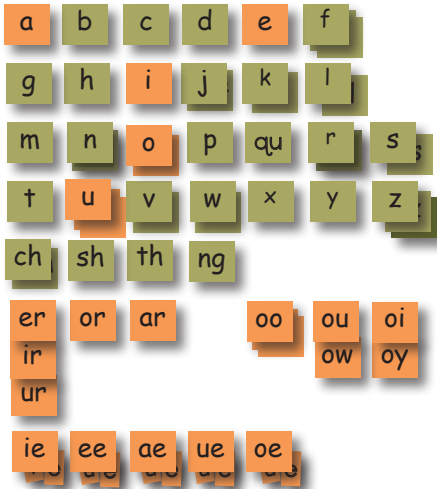 a b c d e f
g h i j k l
m n o p qu r s
t u v w x y z
ch sh th ng
er or ar oo ou oi
ir ow oy
ur
ie ee ae ue oe